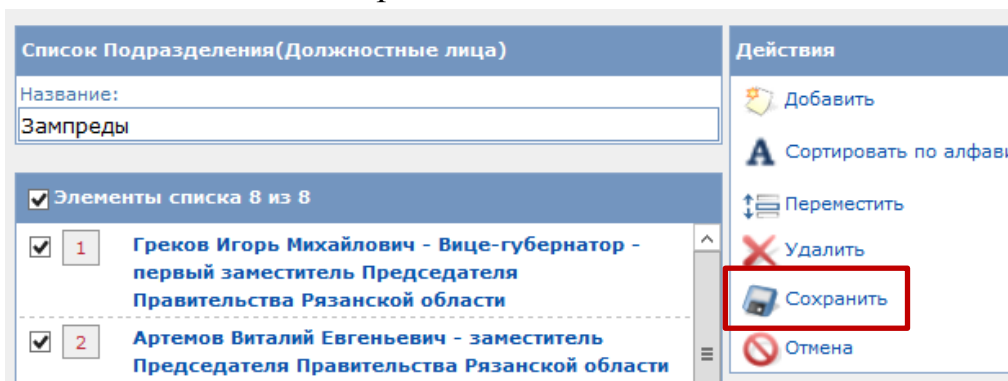 Список Подразделения(Должностные лица)
Название:
Зампреды
Элементы списка 8 из 8
1
Греков Игорь Михайлович - Вице-губернатор -
первый заместитель Председателя
Правительства Рязанской области
2
Артемов Виталий Евгеньевич - заместитель
Председателя Правительства Рязанской области
Действия
Добавить
Сортировать по
Переместить
Удалить
Сохранить
Отмена